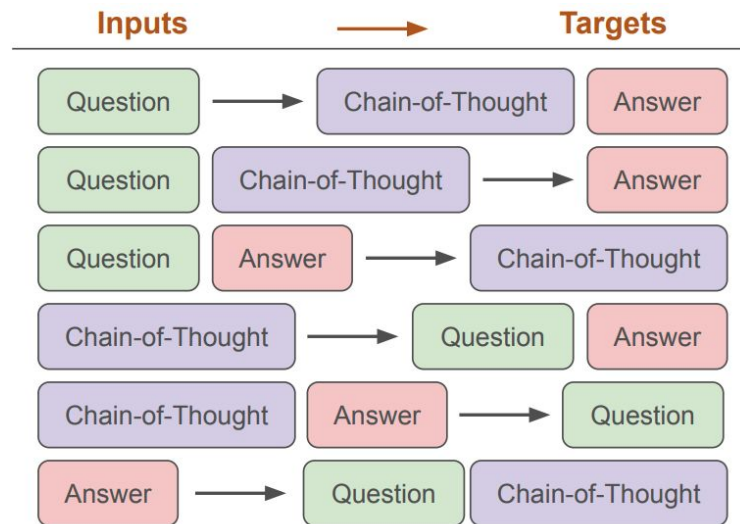 Inputs Targets
Question Chain-of-Thought Answer
Question Chain-of-Thought Answer
Question Answer Chain-of-Thought
Chain-of-Thought Question Answer
Chain-of-Thought Answer Question
Answer Question Chain-of-Thought